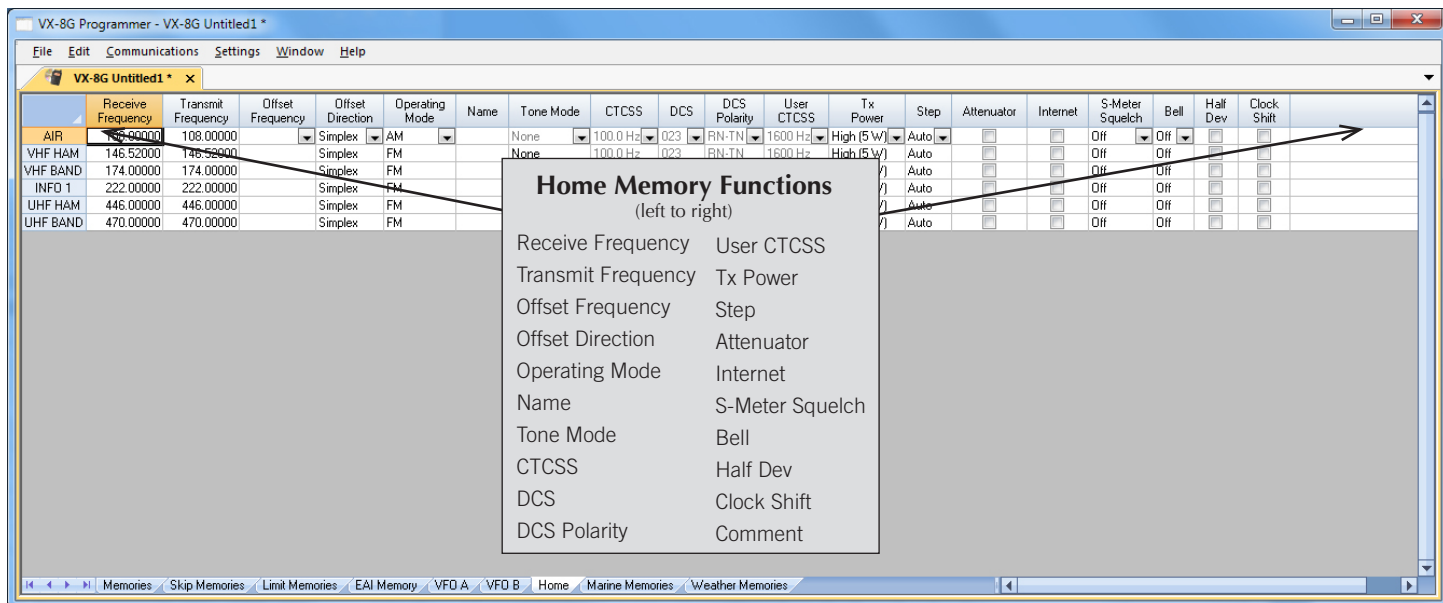 VX-8G Programmer - VX-8G Untitled1 *
File Edit Communications Settings Window Help
VX-8G Untitled1 * x
Receive Frequency Transmit Frequency Offset Frequency Offset Direction Operating Mode Name Tone Mode CTCSS DCS DCS Polarity User CTCSS Tx Power Step Attenuator Internet S-Meter Squelch Bell Half Dev Clock Shift
AIR 108.00000 Simplex AM None 100.0 Hz 023 RN-TN 1600 Hz High (5 W) Auto Off Off
VHF HAM 146.52000 146.52000 Simplex FM None 100.0 Hz 023 RN-TN 1600 Hz High (5 W) Auto Off Off
VHF BAND 174.00000 174.00000 Simplex FM Auto Off Off
INFO 1 222.00000 222.00000 Simplex FM Auto Off Off
UHF HAM 446.00000 446.00000 Simplex FM Auto Off Off
UHF BAND 470.00000 470.00000 Simplex FM Auto Off Off
Home Memory Functions
(left to right)
Receive Frequency
Transmit Frequency
Offset Frequency
Offset Direction
Operating Mode
Name
Tone Mode
CTCSS
DCS
DCS Polarity
User CTCSS
Tx Power
Step
Attenuator
Internet
S-Meter Squelch
Bell
Half Dev
Clock Shift
Comment
Memories Skip Memories Limit Memories EAI Memory VFO A VFO B Home Marine Memories Weather Memories